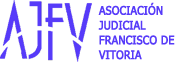 AJFV
ASOCIACIÓN
JUDICIAL
FRANCISCO DE
VITORIA